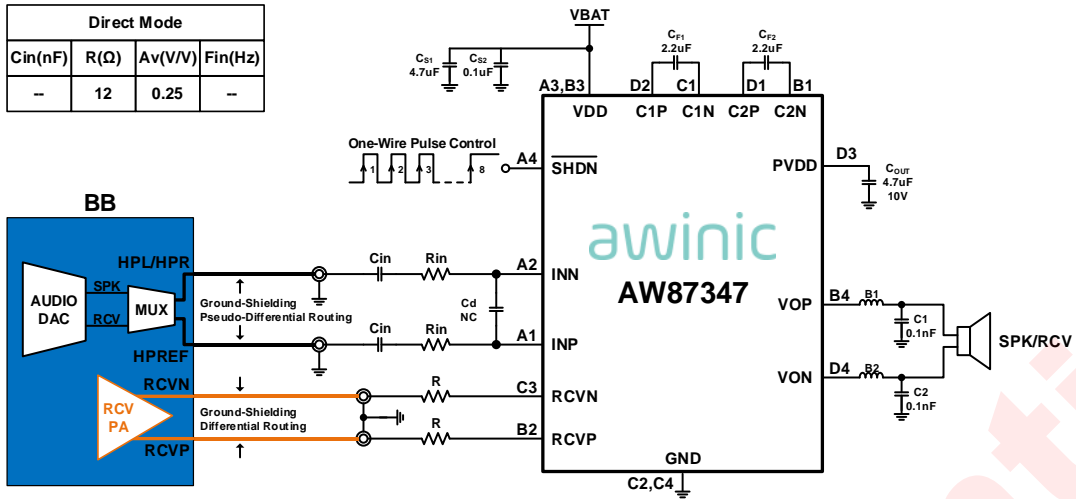 Direct Mode
Cin(nF) R(Ω) Av(V/V) Fin(Hz)
-- 12 0.25 --
VBAT
CS1
4.7uF
CS2
0.1uF
CF1
2.2uF
CF2
2.2uF
A3,B3 D2 C1 D1 B1
VDD C1P C1N C2P C2N
One-Wire Pulse Control
1 2 3 8
A4
SHDN
PVDD
D3
COUT
4.7uF
10V
BB
awinic
AW87347
HPL/HPR
Cin Rin
A2
INN
AUDIO
DAC
SPK
RCV
MUX
Ground-Shielding
Pseudo-Differential Routing
Cd
NC
HPREF
Cin Rin
A1
INP
VOP
B4
B1
C1
0.1nF
SPK/RCV
VON
D4
B2
C2
0.1nF
RCVN
R
C3
RCVN
RCV
PA
Ground-Shielding
Differential Routing
RCVP
R
B2
RCVP
GND
C2,C4